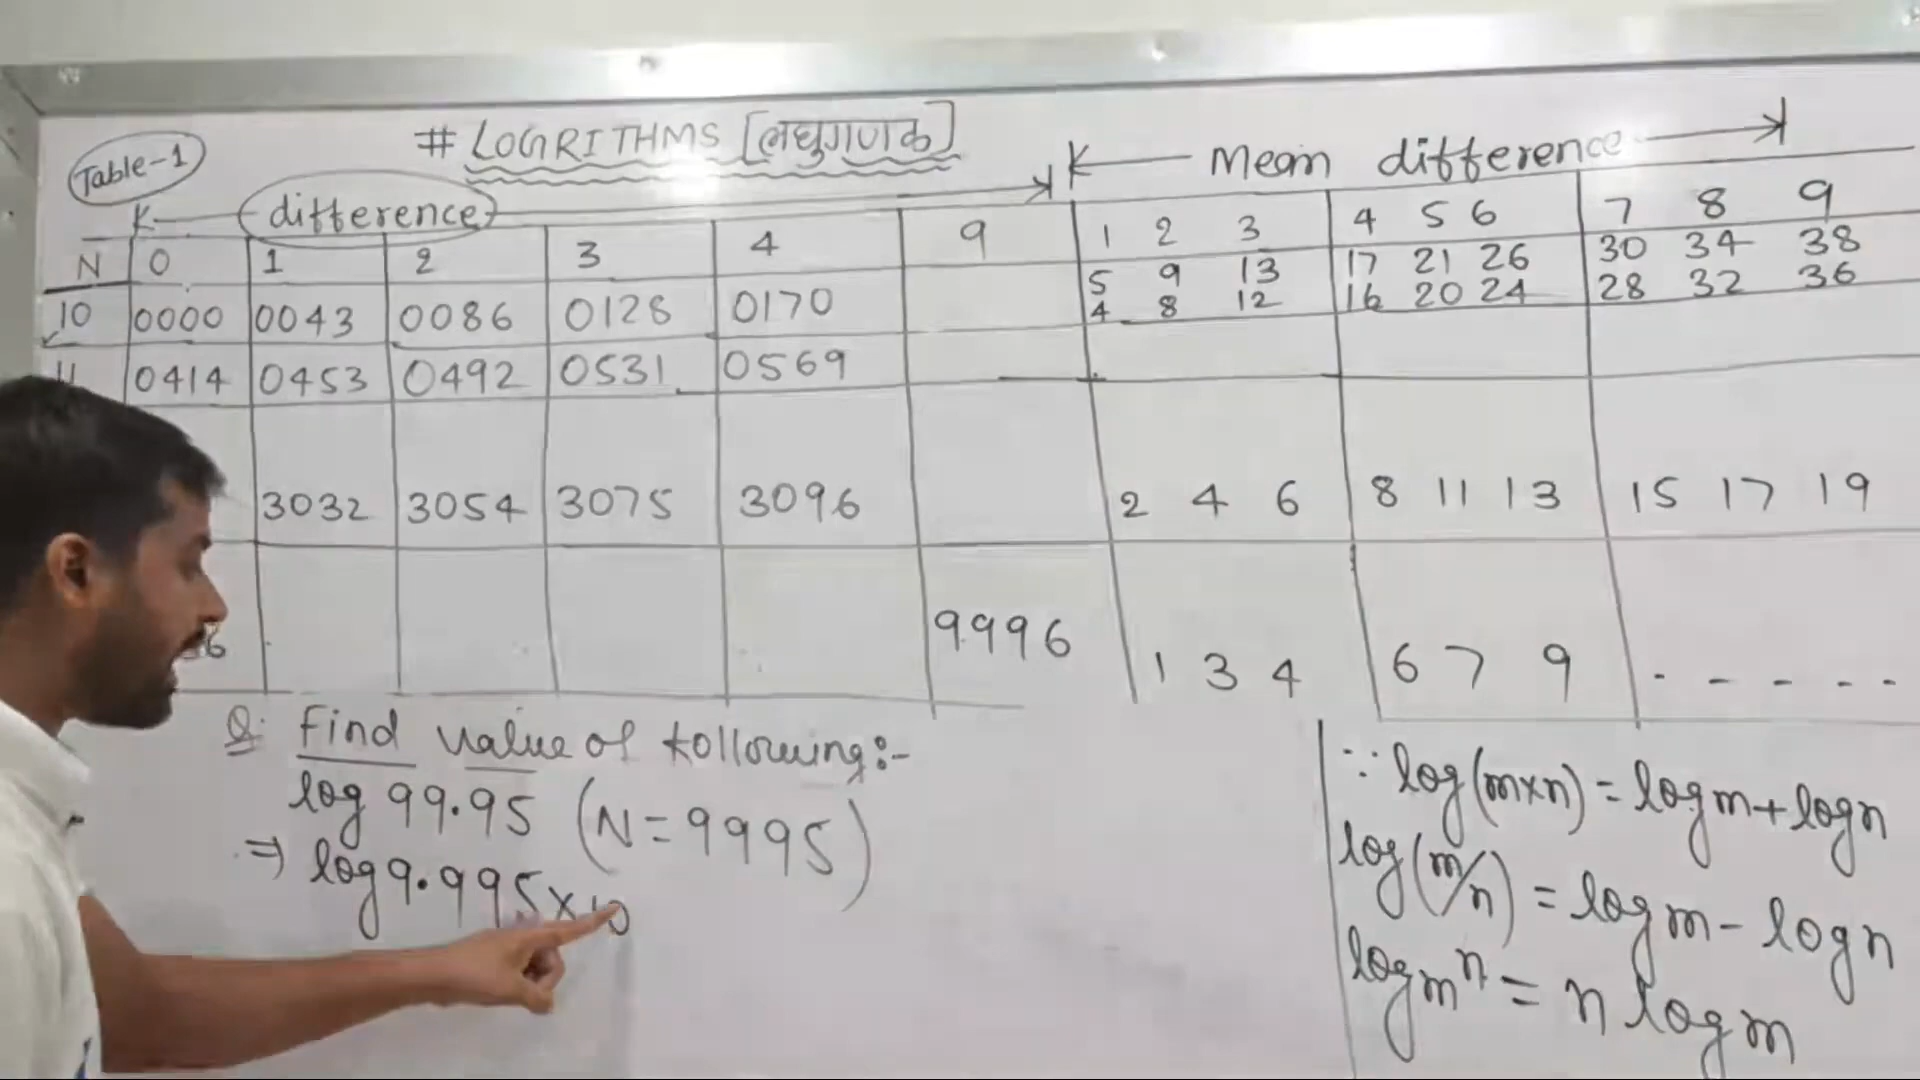 Table-1
# LOGRITHMS [लघुगणक]
Mean difference
difference
N 0 1 2 3 4 9 1 2 3 4 5 6 7 8 9
10 0000 0043 0086 0128 0170 5 9 13 17 21 26 30 34 38
4 8 12 16 20 24 28 32 36
11 0414 0453 0492 0531 0569
3032 3054 3075 3096 2 4 6 8 11 13 15 17 19
9996 1 3 4 6 7 9 - - - - -
Q. Find value of following:-
log 99.95 (N=9995)
⇒ log 9.995×10
∵ log(m×n) = log m + log n
log(m/n) = log m - log n
log mⁿ = n log m